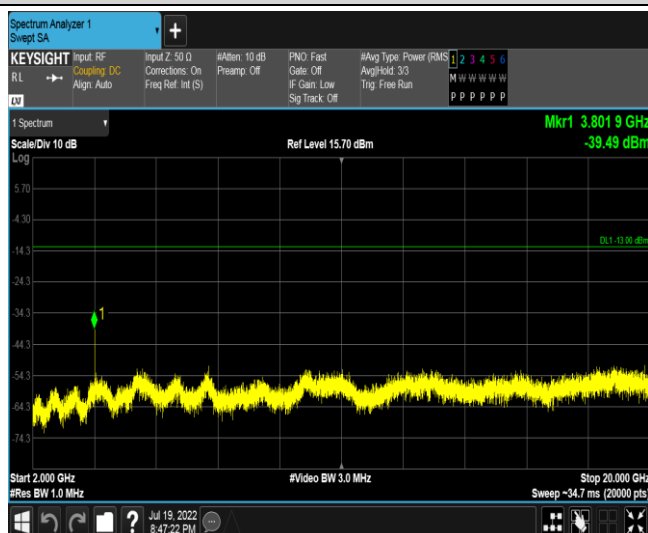 Spectrum Analyzer 1
Swept SA
+
KEYSIGHT Input: RF Input Z: 50 Ω #Atten: 10 dB PNO: Fast #Avg Type: Power (RMS 1 2 3 4 5 6
RL Coupling: DC Corrections: On Preamp: Off Gate: Off Avg|Hold: 3/3 M W W W W W
Align: Auto Freq Ref: Int (S) IF Gain: Low Trig: Free Run
LXI Sig Track: Off P P P P P P
1 Spectrum
Mkr1 3.801 9 GHz
Scale/Div 10 dB Ref Level 15.70 dBm -39.49 dBm
Log
5.70
-4.30
DL1 -13.00 dBm
-14.3
-24.3
-34.3
1
-44.3
-54.3
-64.3
-74.3
Start 2.000 GHz #Video BW 3.0 MHz Stop 20.000 GHz
#Res BW 1.0 MHz Sweep ~34.7 ms (20000 pts)
? Jul 19, 2022
8:47:22 PM